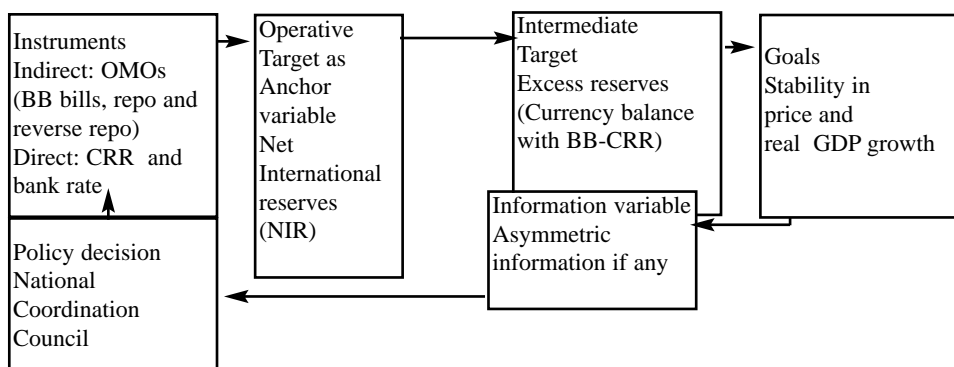 Instruments
Indirect: OMOs
(BB bills, repo and
reverse repo)
Direct: CRR and
bank rate
Policy decision
National
Coordination
Council
Operative
Target as
Anchor
variable
Net
International
reserves
(NIR)
Intermediate
Target
Excess reserves
(Currency balance
with BB-CRR)
Information variable
Asymmetric
information if any
Goals
Stability in
price and
real GDP growth